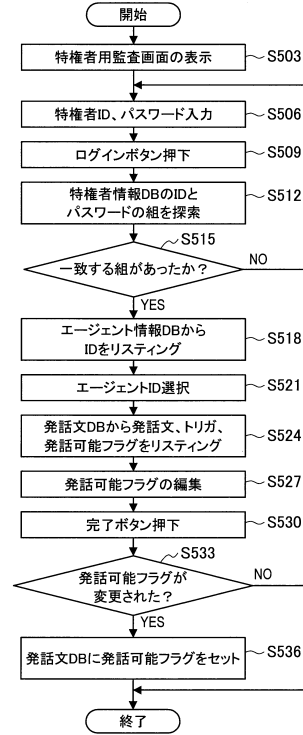 開始
特権者用監査画面の表示
S503
特権者ID、パスワード入力
S506
ログインボタン押下
S509
特権者情報DBのIDと
パスワードの組を探索
S512
S515
一致する組があったか？
NO
YES
エージェント情報DBから
IDをリスティング
S518
エージェントID選択
S521
発話文DBから発話文、トリガ、
発話可能フラグをリスティング
S524
発話可能フラグの編集
S527
完了ボタン押下
S530
S533
発話可能フラグが
変更された？
NO
YES
発話文DBに発話可能フラグをセット
S536
終了